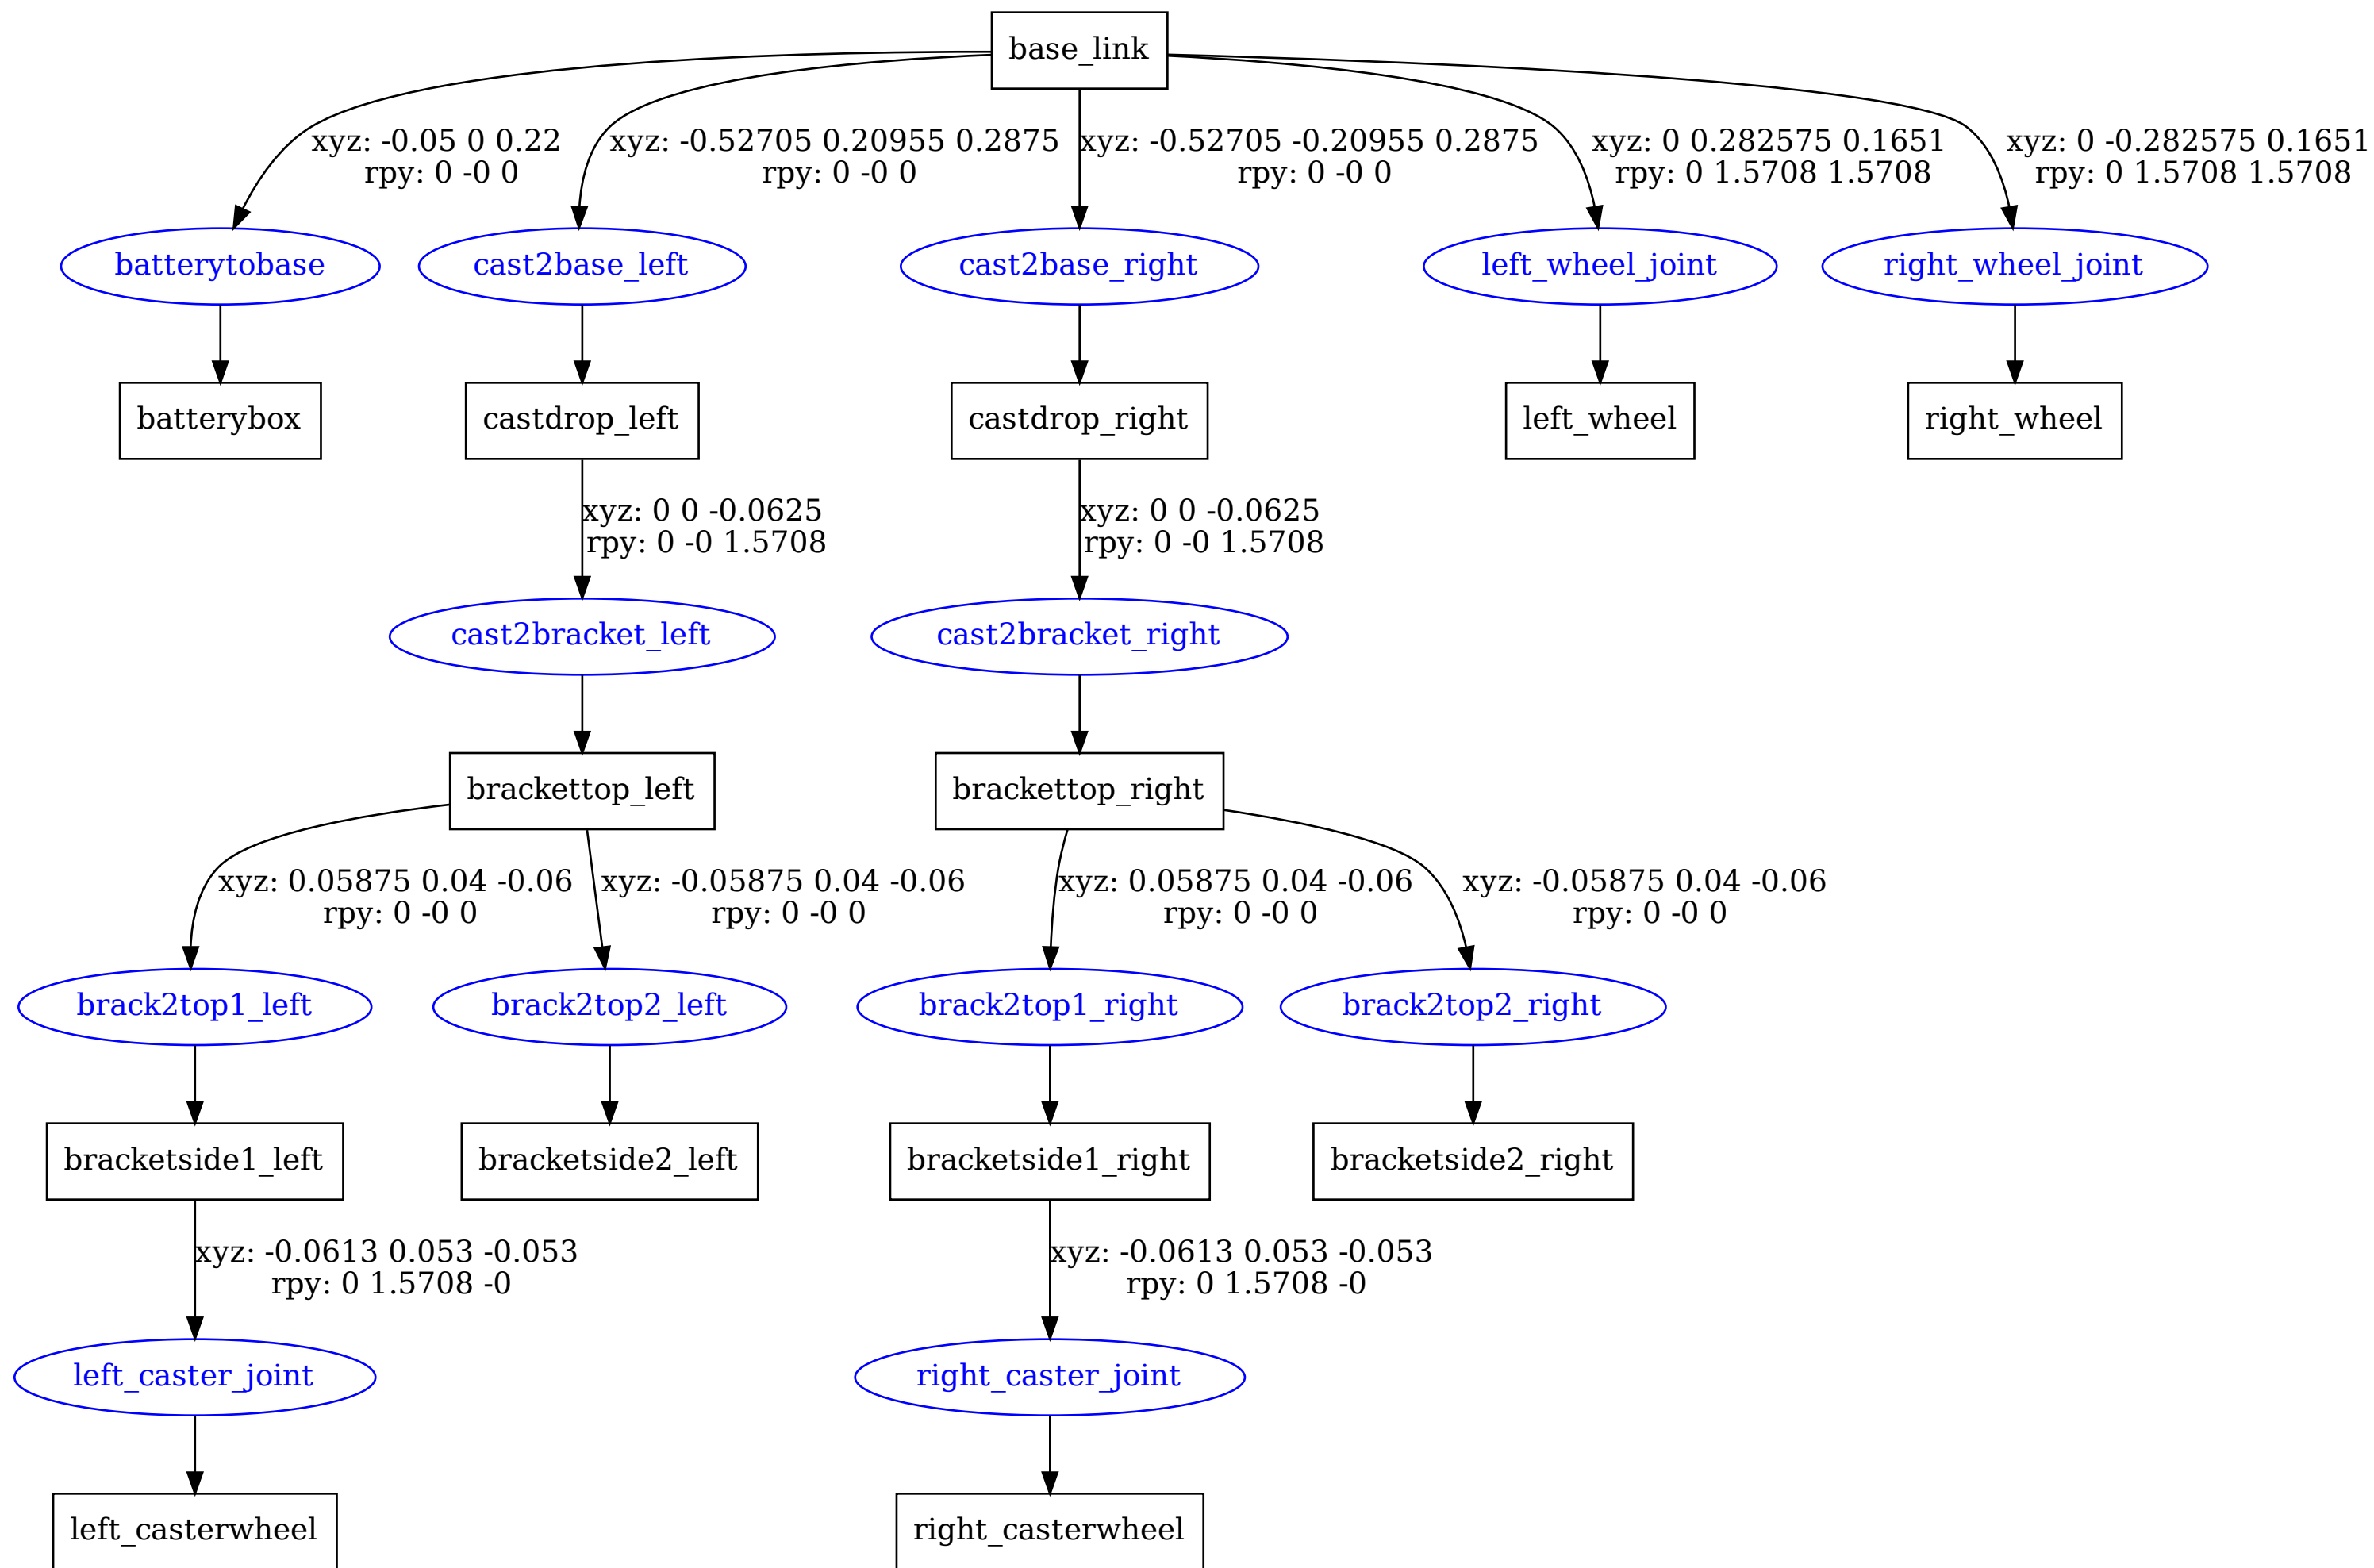 base_link
xyz: -0.05 0 0.22
rpy: 0 -0 0
xyz: -0.52705 0.20955 0.2875
rpy: 0 -0 0
xyz: -0.52705 -0.20955 0.2875
rpy: 0 -0 0
xyz: 0 0.282575 0.1651
rpy: 0 1.5708 1.5708
xyz: 0 -0.282575 0.1651
rpy: 0 1.5708 1.5708
batterytobase
cast2base_left
cast2base_right
left_wheel_joint
right_wheel_joint
batterybox
castdrop_left
castdrop_right
left_wheel
right_wheel
xyz: 0 0 -0.0625
rpy: 0 -0 1.5708
xyz: 0 0 -0.0625
rpy: 0 -0 1.5708
cast2bracket_left
cast2bracket_right
brackettop_left
brackettop_right
xyz: 0.05875 0.04 -0.06
rpy: 0 -0 0
xyz: -0.05875 0.04 -0.06
rpy: 0 -0 0
xyz: 0.05875 0.04 -0.06
rpy: 0 -0 0
xyz: -0.05875 0.04 -0.06
rpy: 0 -0 0
brack2top1_left
brack2top2_left
brack2top1_right
brack2top2_right
bracketside1_left
bracketside2_left
bracketside1_right
bracketside2_right
xyz: -0.0613 0.053 -0.053
rpy: 0 1.5708 -0
xyz: -0.0613 0.053 -0.053
rpy: 0 1.5708 -0
left_caster_joint
right_caster_joint
left_casterwheel
right_casterwheel